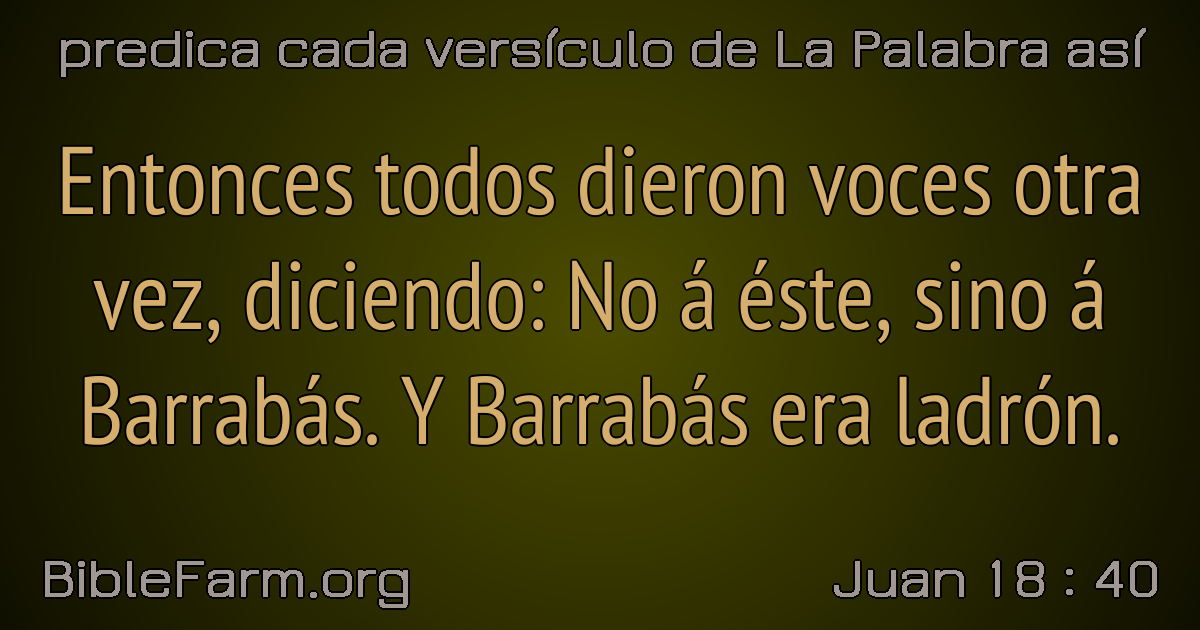 predica cada versículo de La Palabra así
Entonces todos dieron voces otra
vez, diciendo: No á éste, sino á
Barrabás. Y Barrabás era ladrón.
BibleFarm.org
Juan 18 : 40